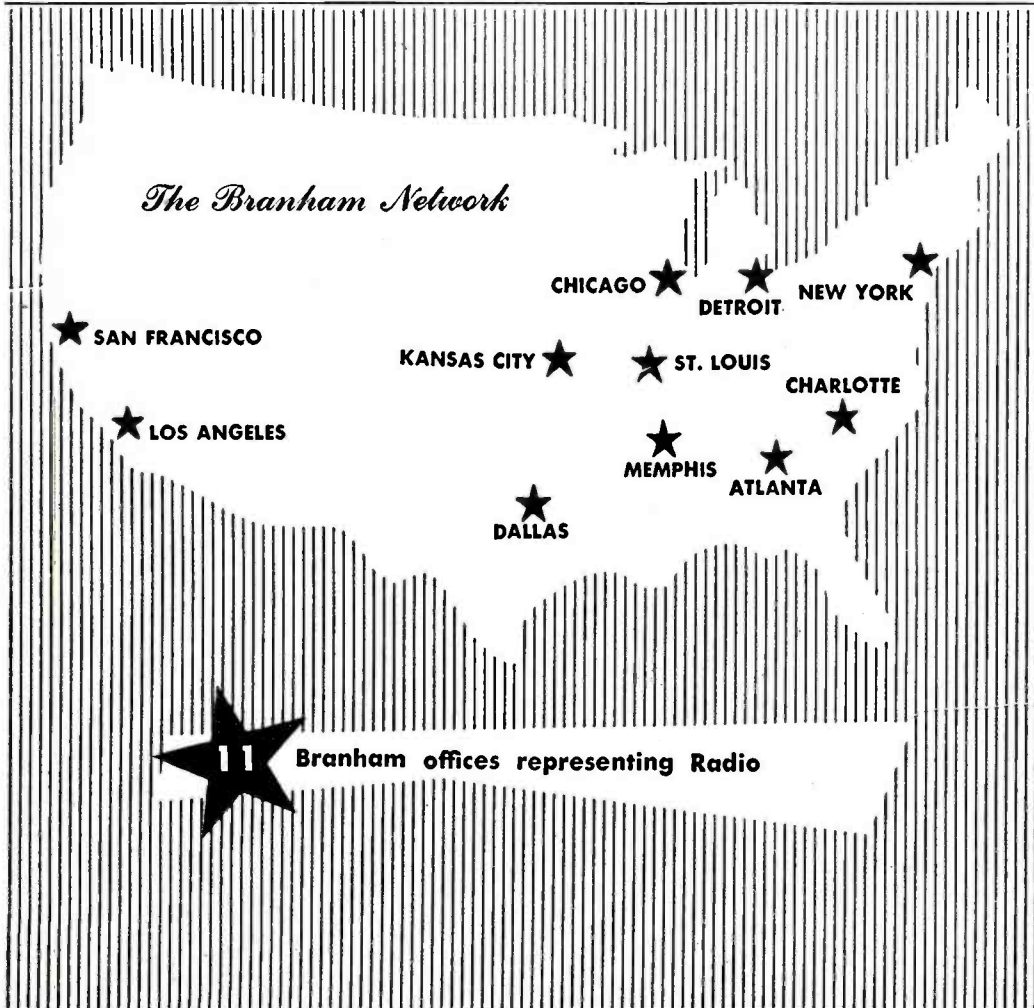 The Branham Network
CHICAGO
DETROIT
NEW YORK
SAN FRANCISCO
KANSAS CITY
ST. LOUIS
CHARLOTTE
LOS ANGELES
MEMPHIS
ATLANTA
DALLAS
11 Branham offices representing Radio